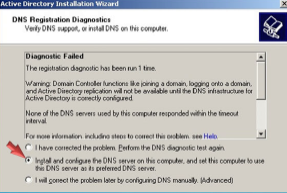 Active Directory Installation Wizard
DNS Registration Diagnostics
Verify DNS support, or install DNS on this computer.
Diagnostic Failed
The registration diagnostic has been run 1 time.
Warning: Domain Controller functions like joining a domain, logging onto a domain,
and Active Directory replication will not be available until the DNS infrastructure for
Active Directory is correctly configured.
None of the DNS servers used by this computer responded within the timeout
interval.
For more information, including steps to correct this problem, see Help.
I have corrected the problem. Perform the DNS diagnostic test again.
Install and configure the DNS server on this computer, and set this computer to use
this DNS server as its preferred DNS server.
I will correct the problem later by configuring DNS manually. (Advanced)